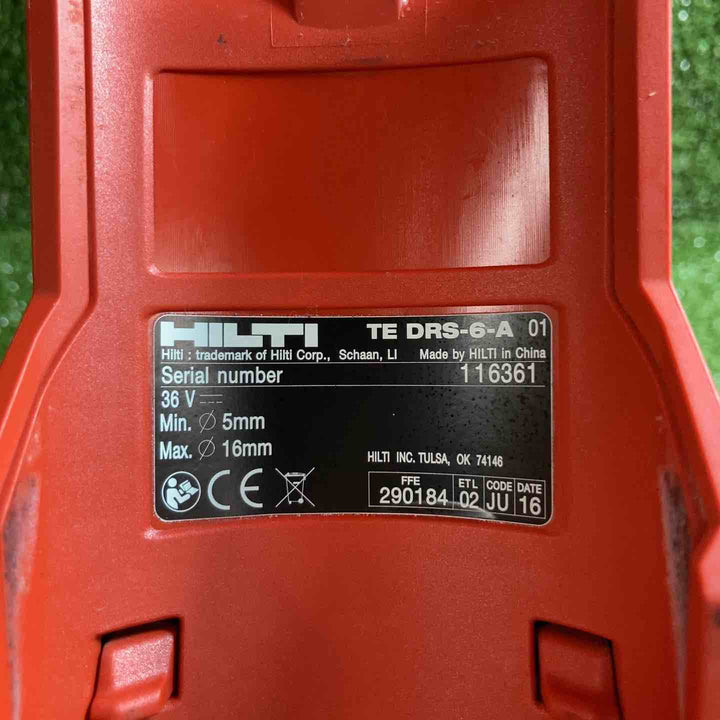 HILTI TE DRS-6-A 01
Hilti : trademark of Hilti Corp., Schaan, LI Made by HILTI in China
Serial number 116361
36 V
Min. ∅ 5mm
Max. ∅ 16mm
HILTI INC. TULSA, OK 74146
CE
FFE ETL CODE DATE
290184 02 JU 16